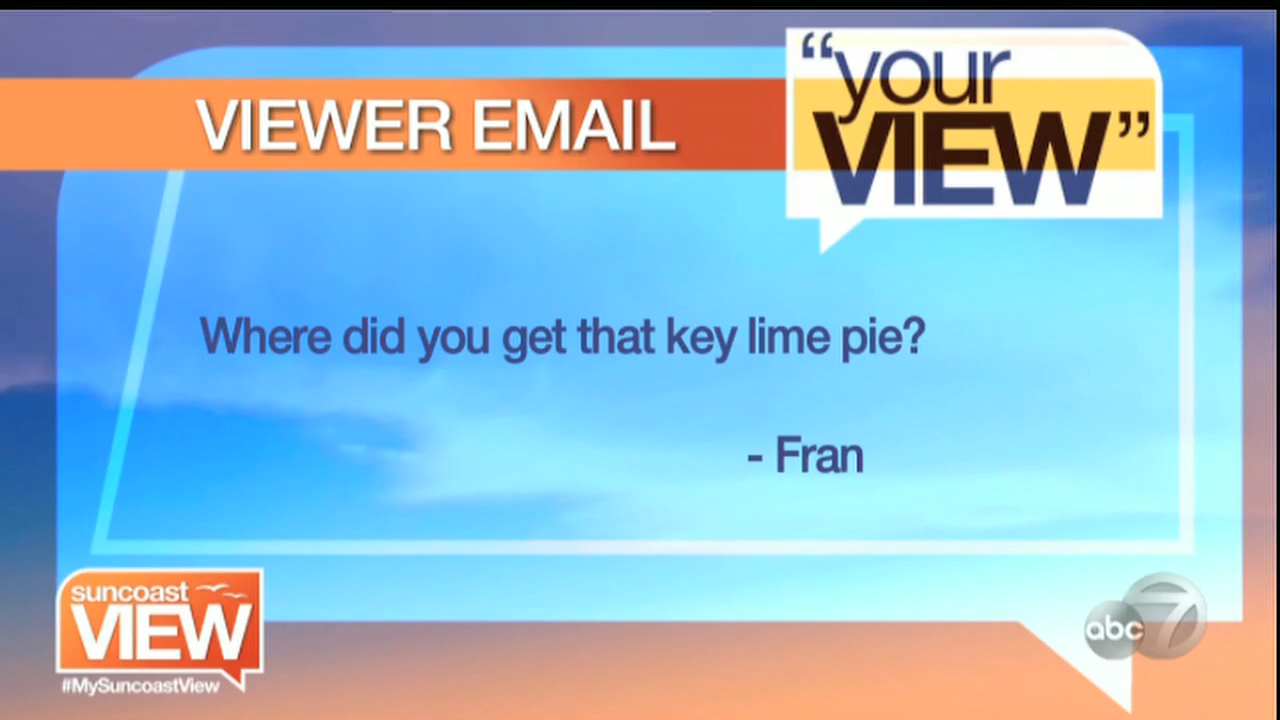 VIEWER EMAIL
“your
VIEW”
Where did you get that key lime pie?
- Fran
suncoast
VIEW
#MySuncoastView
abc 7